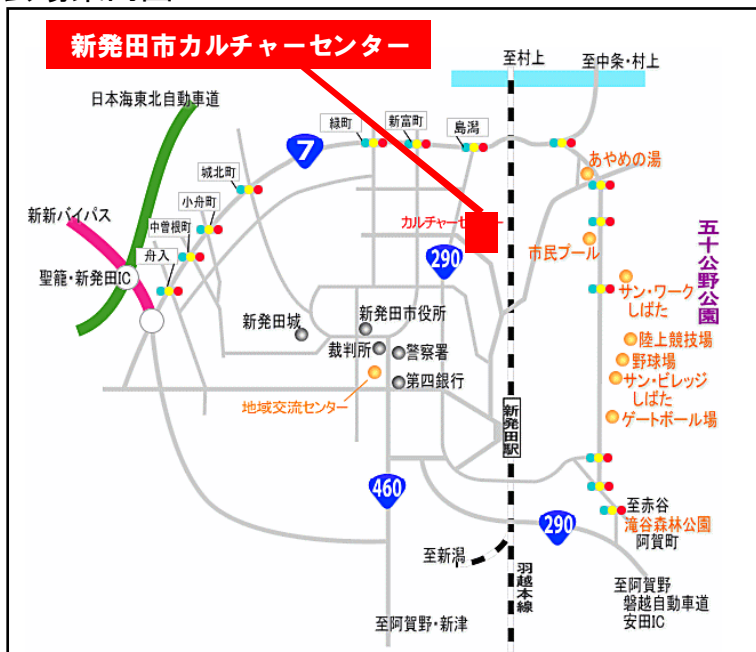 新発田市カルチャーセンター
至村上
至中条・村上
日本海東北自動車道
緑町
新富町
島潟
7
あやめの湯
城北町
小舟町
新新バイパス
中曽根町
カルチャーセ
ー
五十公野公園
舟入
290
市民プール
聖籠・新発田IC
サン・ワーク
しばた
新発田城
新発田市役所
陸上競技場
裁判所
警察署
野球場
サン・ビレッジ
しばた
第四銀行
地域交流センター
ゲートボール場
新発田駅
460
至赤谷
滝谷森林公園
阿賀町
290
至新潟
羽越本線
至阿賀野
磐越自動車道
安田IC
至阿賀野・新津